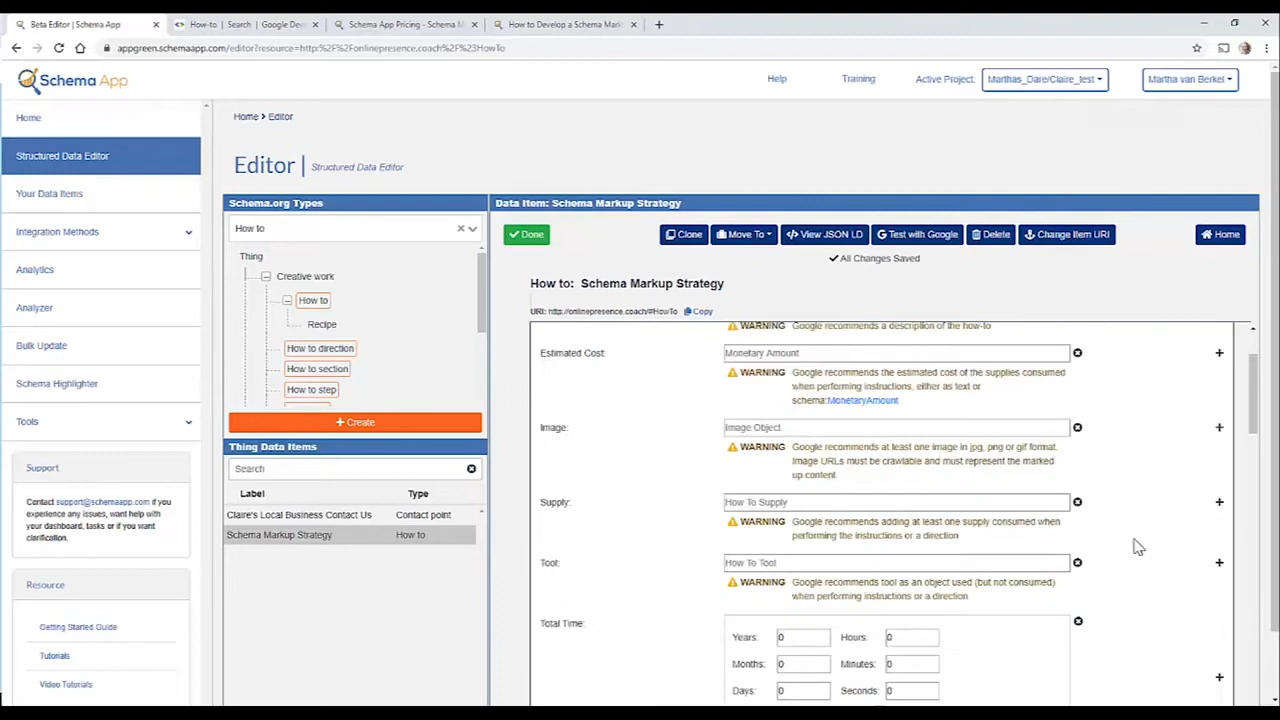 Beta Editor | Schema App
How-to | Search | Google Dev
Schema App Pricing - Schema M
How to Develop a Schema Mark
appgreen.schemaapp.com/editor?resource=http:%2F%2Fonlinepresence.coach%2F%23HowTo
Schema App
Help
Training
Active Project:
Marthas_Dare/Claire_test
Martha van Berkel
Home
Structured Data Editor
Your Data Items
Integration Methods
Analytics
Analyzer
Bulk Update
Schema Highlighter
Tools
Support
Contact support@schemaapp.com if you
experience any issues, want help with
your dashboard, tasks or if you want
clarification.
Resource
Getting Started Guide
Tutorials
Video Tutorials
Home > Editor
Editor | Structured Data Editor
Schema.org Types
How to
Thing
Creative work
How to
Recipe
How to direction
How to section
How to step
+ Create
Thing Data Items
Search
Label Type
Claire's Local Business Contact Us Contact point
Schema Markup Strategy How to
Data Item: Schema Markup Strategy
Done
Clone
Move To
View JSON LD
Test with Google
Delete
Change Item URI
Home
All Changes Saved
How to: Schema Markup Strategy
URI: http://onlinepresence.coach/#HowTo Copy
WARNING Google recommends a description of the how-to
Estimated Cost: Monetary Amount
WARNING Google recommends the estimated cost of the supplies consumed
when performing instructions, either as text or
schema:MonetaryAmount
Image: Image Object
WARNING Google recommends at least one image in jpg, png or gif format.
Image URLs must be crawlable and must represent the marked
up content.
Supply: How To Supply
WARNING Google recommends adding at least one supply consumed when
performing the instructions or a direction
Tool: How To Tool
WARNING Google recommends tool as an object used (but not consumed)
when performing instructions or a direction
Total Time:
Years: 0 Hours: 0
Months: 0 Minutes: 0
Days: 0 Seconds: 0